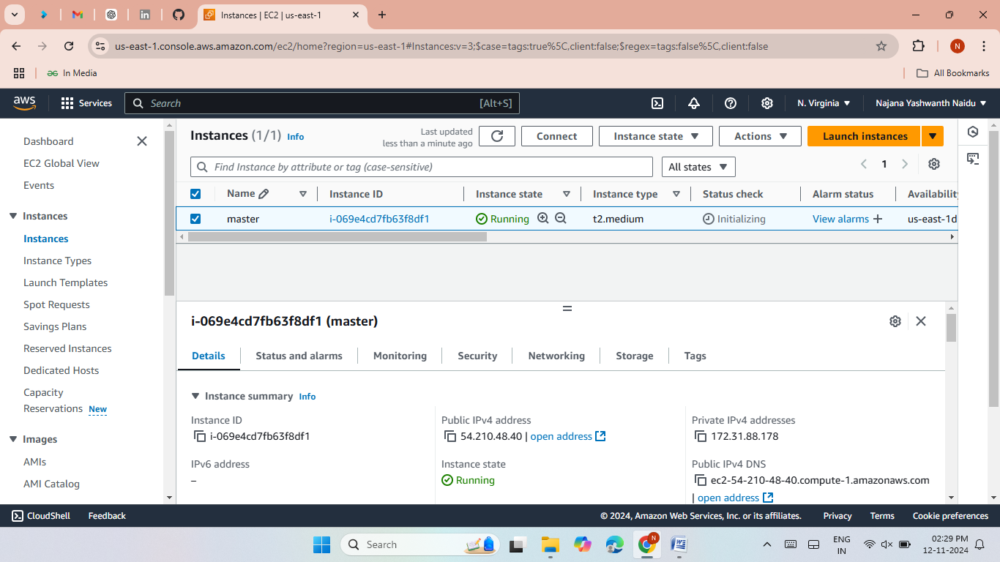 Instances | EC2 | us-east-1
us-east-1.console.aws.amazon.com/ec2/home?region=us-east-1#Instances:v=3;$case=tags:true%5C,client:false;$regex=tags:false%5C,client:false
N
In Media
All Bookmarks
aws
Services
Search
[Alt+S]
N. Virginia
Najana Yashwanth Naidu
Dashboard
EC2 Global View
Events
Instances
Instances
Instance Types
Launch Templates
Spot Requests
Savings Plans
Reserved Instances
Dedicated Hosts
Capacity
Reservations New
Images
AMIs
AMI Catalog
Instances (1/1) Info
Last updated
less than a minute ago
Connect
Instance state
Actions
Launch instances
Find Instance by attribute or tag (case-sensitive)
All states
1
Name Instance ID Instance state Instance type Status check Alarm status Availability
master i-069e4cd7fb63f8df1 Running t2.medium Initializing View alarms + us-east-1d
i-069e4cd7fb63f8df1 (master)
Details Status and alarms Monitoring Security Networking Storage Tags
Instance summary Info
Instance ID
i-069e4cd7fb63f8df1
Public IPv4 address
54.210.48.40 | open address
Private IPv4 addresses
172.31.88.178
IPv6 address
–
Instance state
Running
Public IPv4 DNS
ec2-54-210-48-40.compute-1.amazonaws.com
| open address
CloudShell Feedback © 2024, Amazon Web Services, Inc. or its affiliates. Privacy Terms Cookie preferences
Search
N
ENG
IN
02:29 PM
12-11-2024